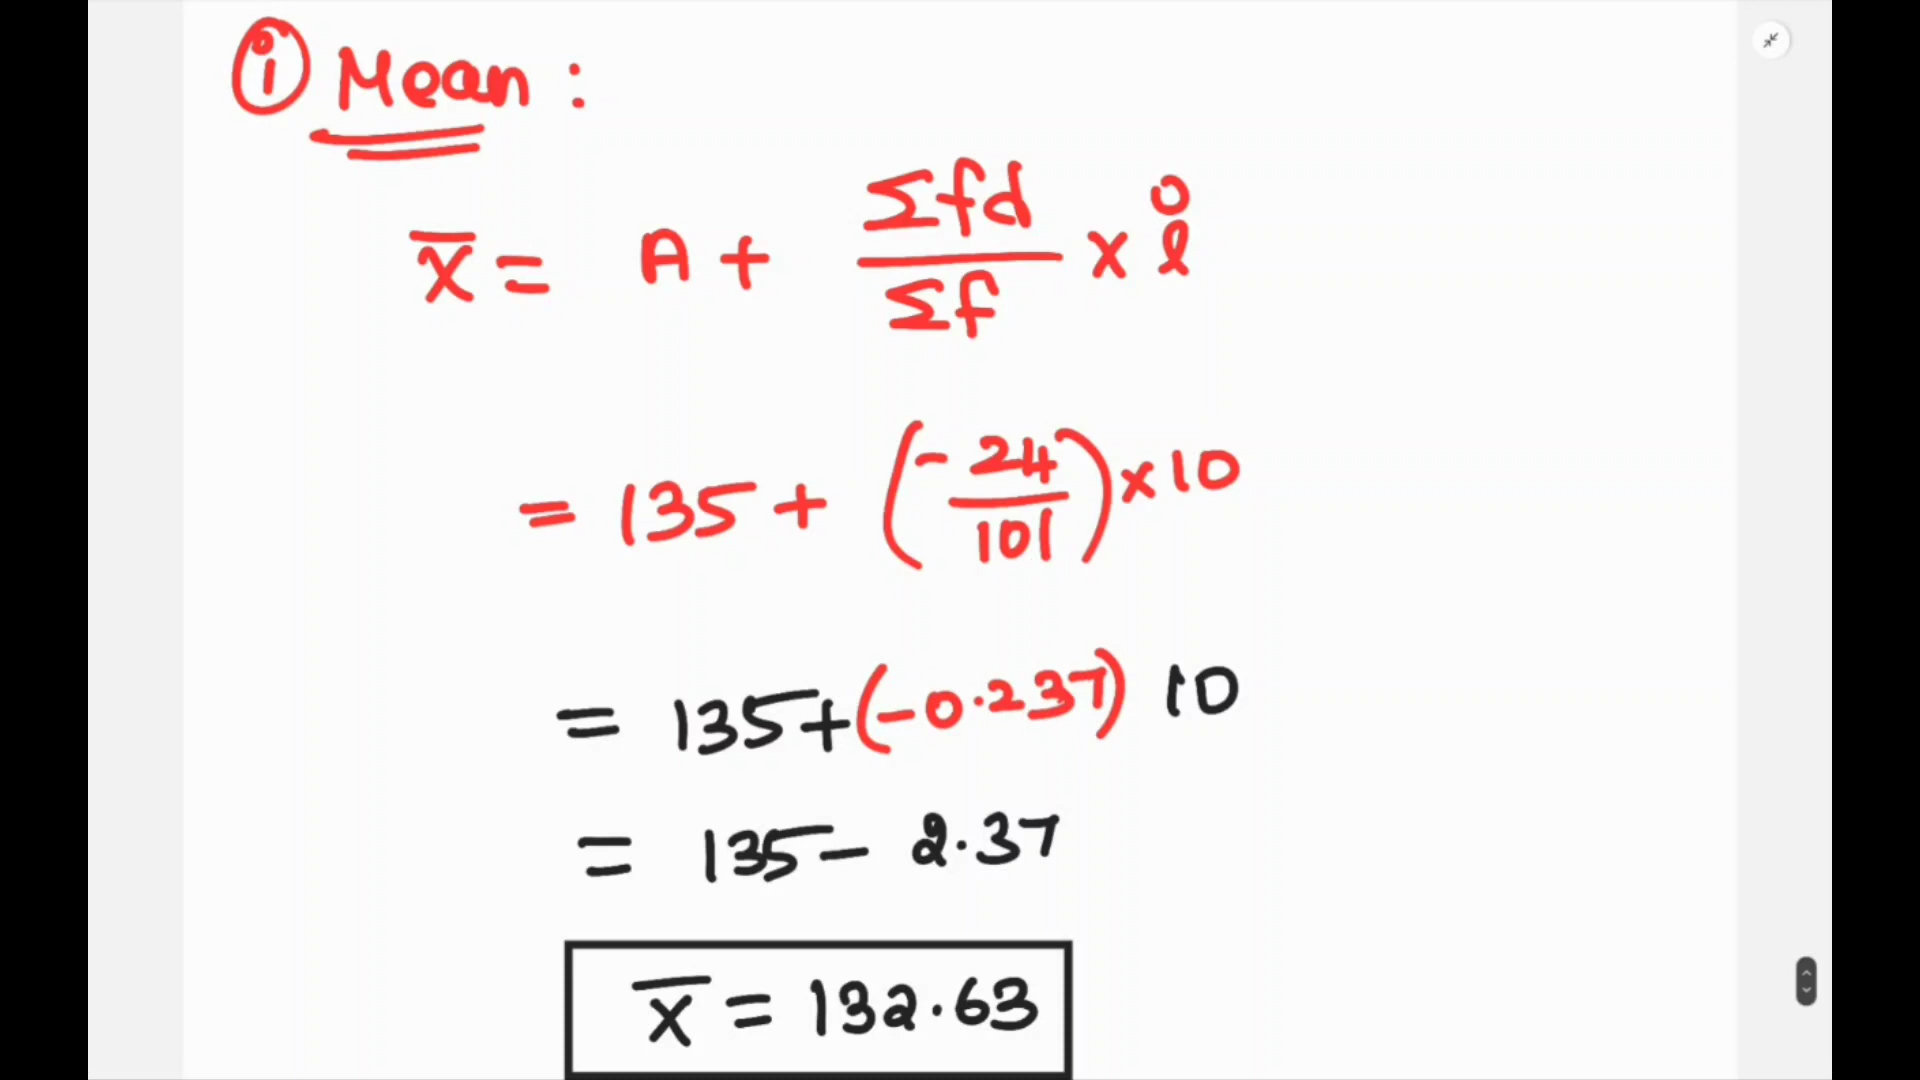 i Mean :
x̄ = A + Σfd / Σf × i
= 135 + (-24 / 101) × 10
= 135 + (-0.237) 10
= 135 - 2.37
x̄ = 132.63